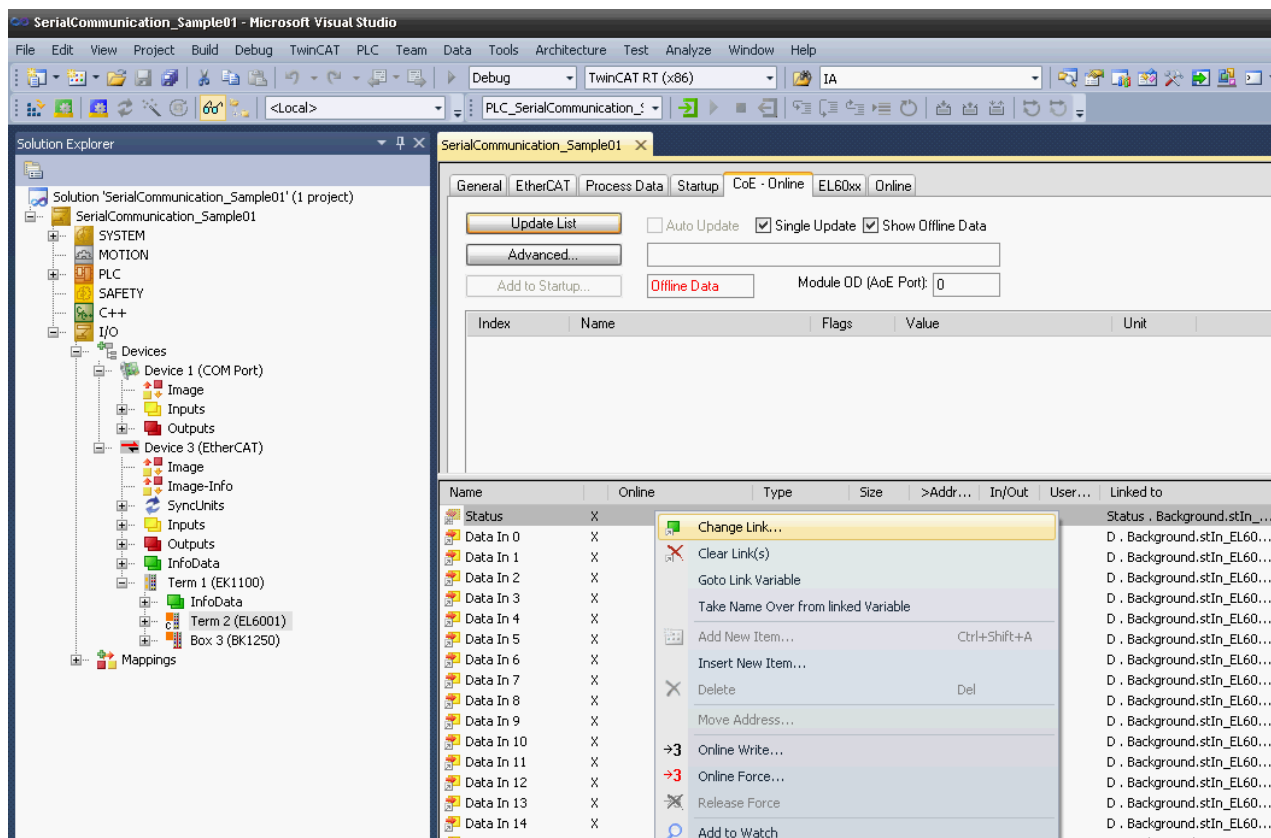 SerialCommunication_Sample01 - Microsoft Visual Studio
File Edit View Project Build Debug TwinCAT PLC Team Data Tools Architecture Test Analyze Window Help
Debug TwinCAT RT (x86) IA
<Local> PLC_SerialCommunication_
Solution Explorer
Solution 'SerialCommunication_Sample01' (1 project)
SerialCommunication_Sample01
SYSTEM
MOTION
PLC
SAFETY
C++
I/O
Devices
Device 1 (COM Port)
Image
Inputs
Outputs
Device 3 (EtherCAT)
Image
Image-Info
SyncUnits
Inputs
Outputs
InfoData
Term 1 (EK1100)
InfoData
Term 2 (EL6001)
Box 3 (BK1250)
Mappings
SerialCommunication_Sample01
General EtherCAT Process Data Startup CoE - Online EL60xx Online
Update List Auto Update Single Update Show Offline Data
Advanced...
Add to Startup... Offline Data Module OD (AoE Port): 0
Index Name Flags Value Unit
Name Online Type Size >Addr... In/Out User... Linked to
Status X Status . Background.stIn_...
Data In 0 X D . Background.stIn_EL60...
Data In 1 X D . Background.stIn_EL60...
Data In 2 X D . Background.stIn_EL60...
Data In 3 X D . Background.stIn_EL60...
Data In 4 X D . Background.stIn_EL60...
Data In 5 X D . Background.stIn_EL60...
Data In 6 X D . Background.stIn_EL60...
Data In 7 X D . Background.stIn_EL60...
Data In 8 X D . Background.stIn_EL60...
Data In 9 X D . Background.stIn_EL60...
Data In 10 X D . Background.stIn_EL60...
Data In 11 X D . Background.stIn_EL60...
Data In 12 X D . Background.stIn_EL60...
Data In 13 X D . Background.stIn_EL60...
Data In 14 X D . Background.stIn_EL60...
Change Link...
Clear Link(s)
Goto Link Variable
Take Name Over from linked Variable
Add New Item... Ctrl+Shift+A
Insert New Item...
Delete Del
Move Address...
Online Write...
Online Force...
Release Force
Add to Watch